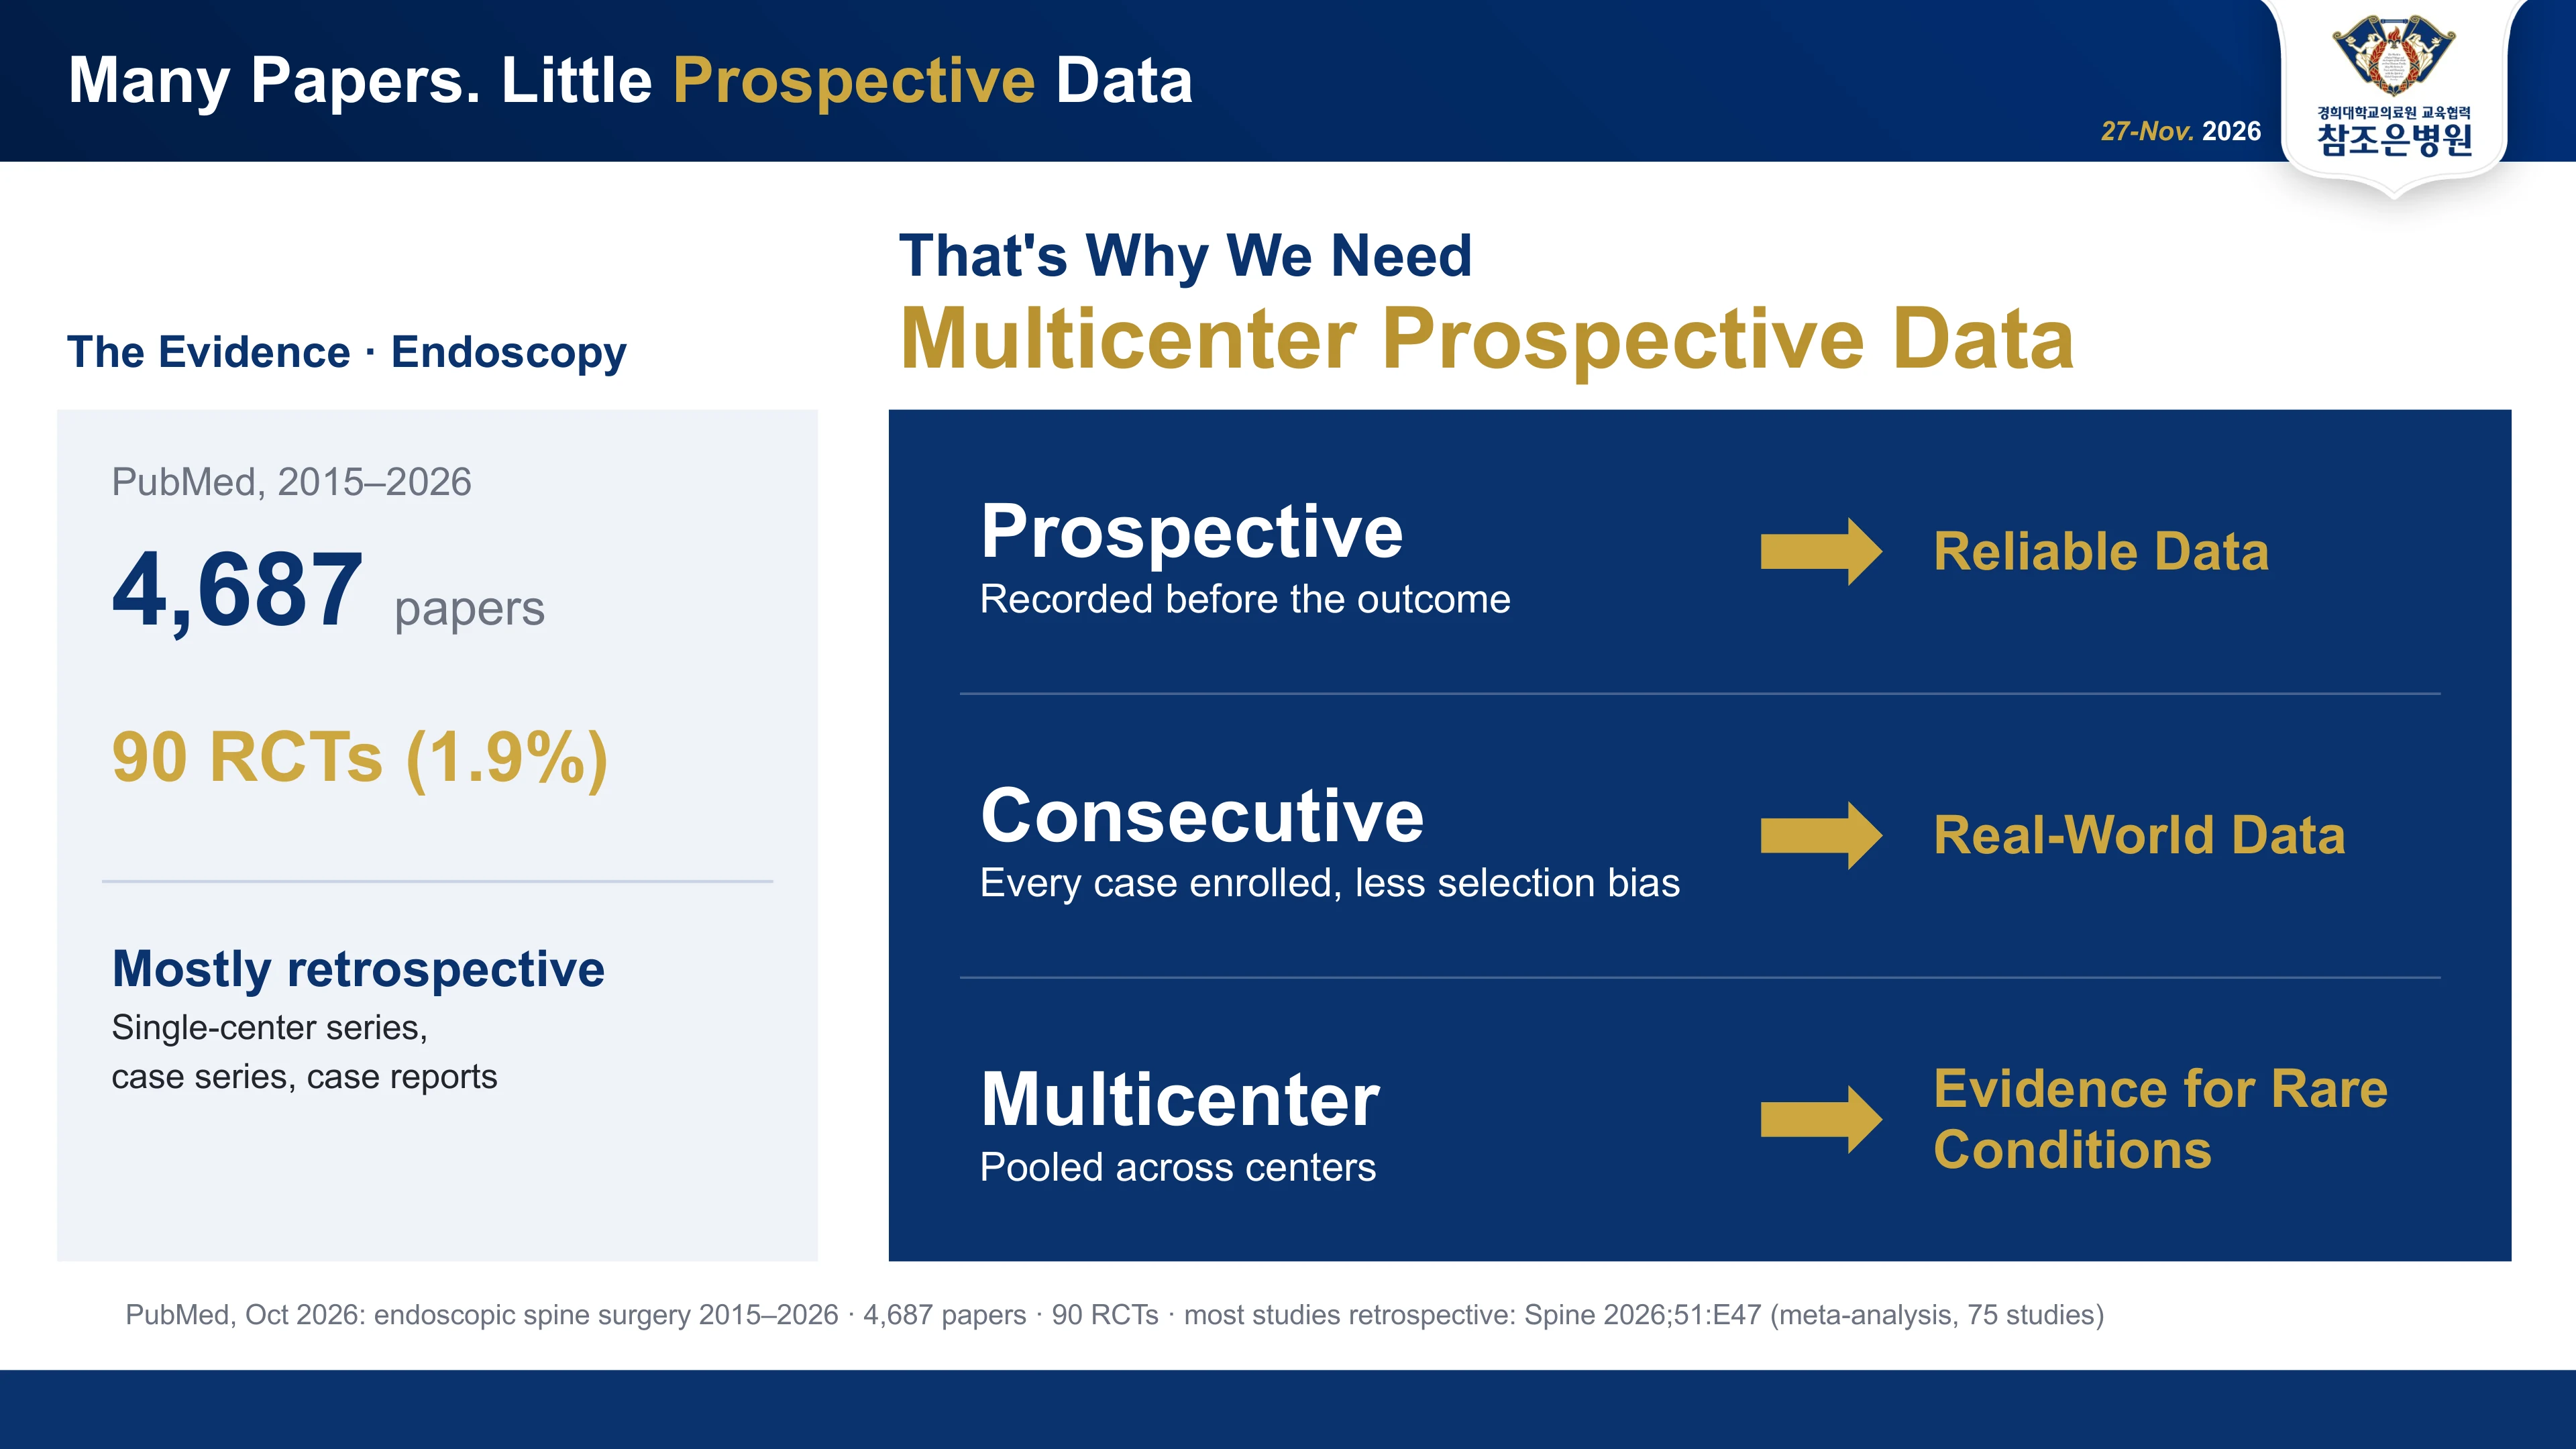 Many Papers. Little Prospective Data
27-Nov. 2026
경희대학교의료원 교육협력
참조은병원
The Evidence · Endoscopy
PubMed, 2015–2026
4,687 papers
90 RCTs (1.9%)
Mostly retrospective
Single-center series,
case series, case reports
That's Why We Need
Multicenter Prospective Data
Prospective
Recorded before the outcome
Reliable Data
Consecutive
Every case enrolled, less selection bias
Real-World Data
Multicenter
Pooled across centers
Evidence for Rare
Conditions
PubMed, Oct 2026: endoscopic spine surgery 2015–2026 · 4,687 papers · 90 RCTs · most studies retrospective: Spine 2026;51:E47 (meta-analysis, 75 studies)